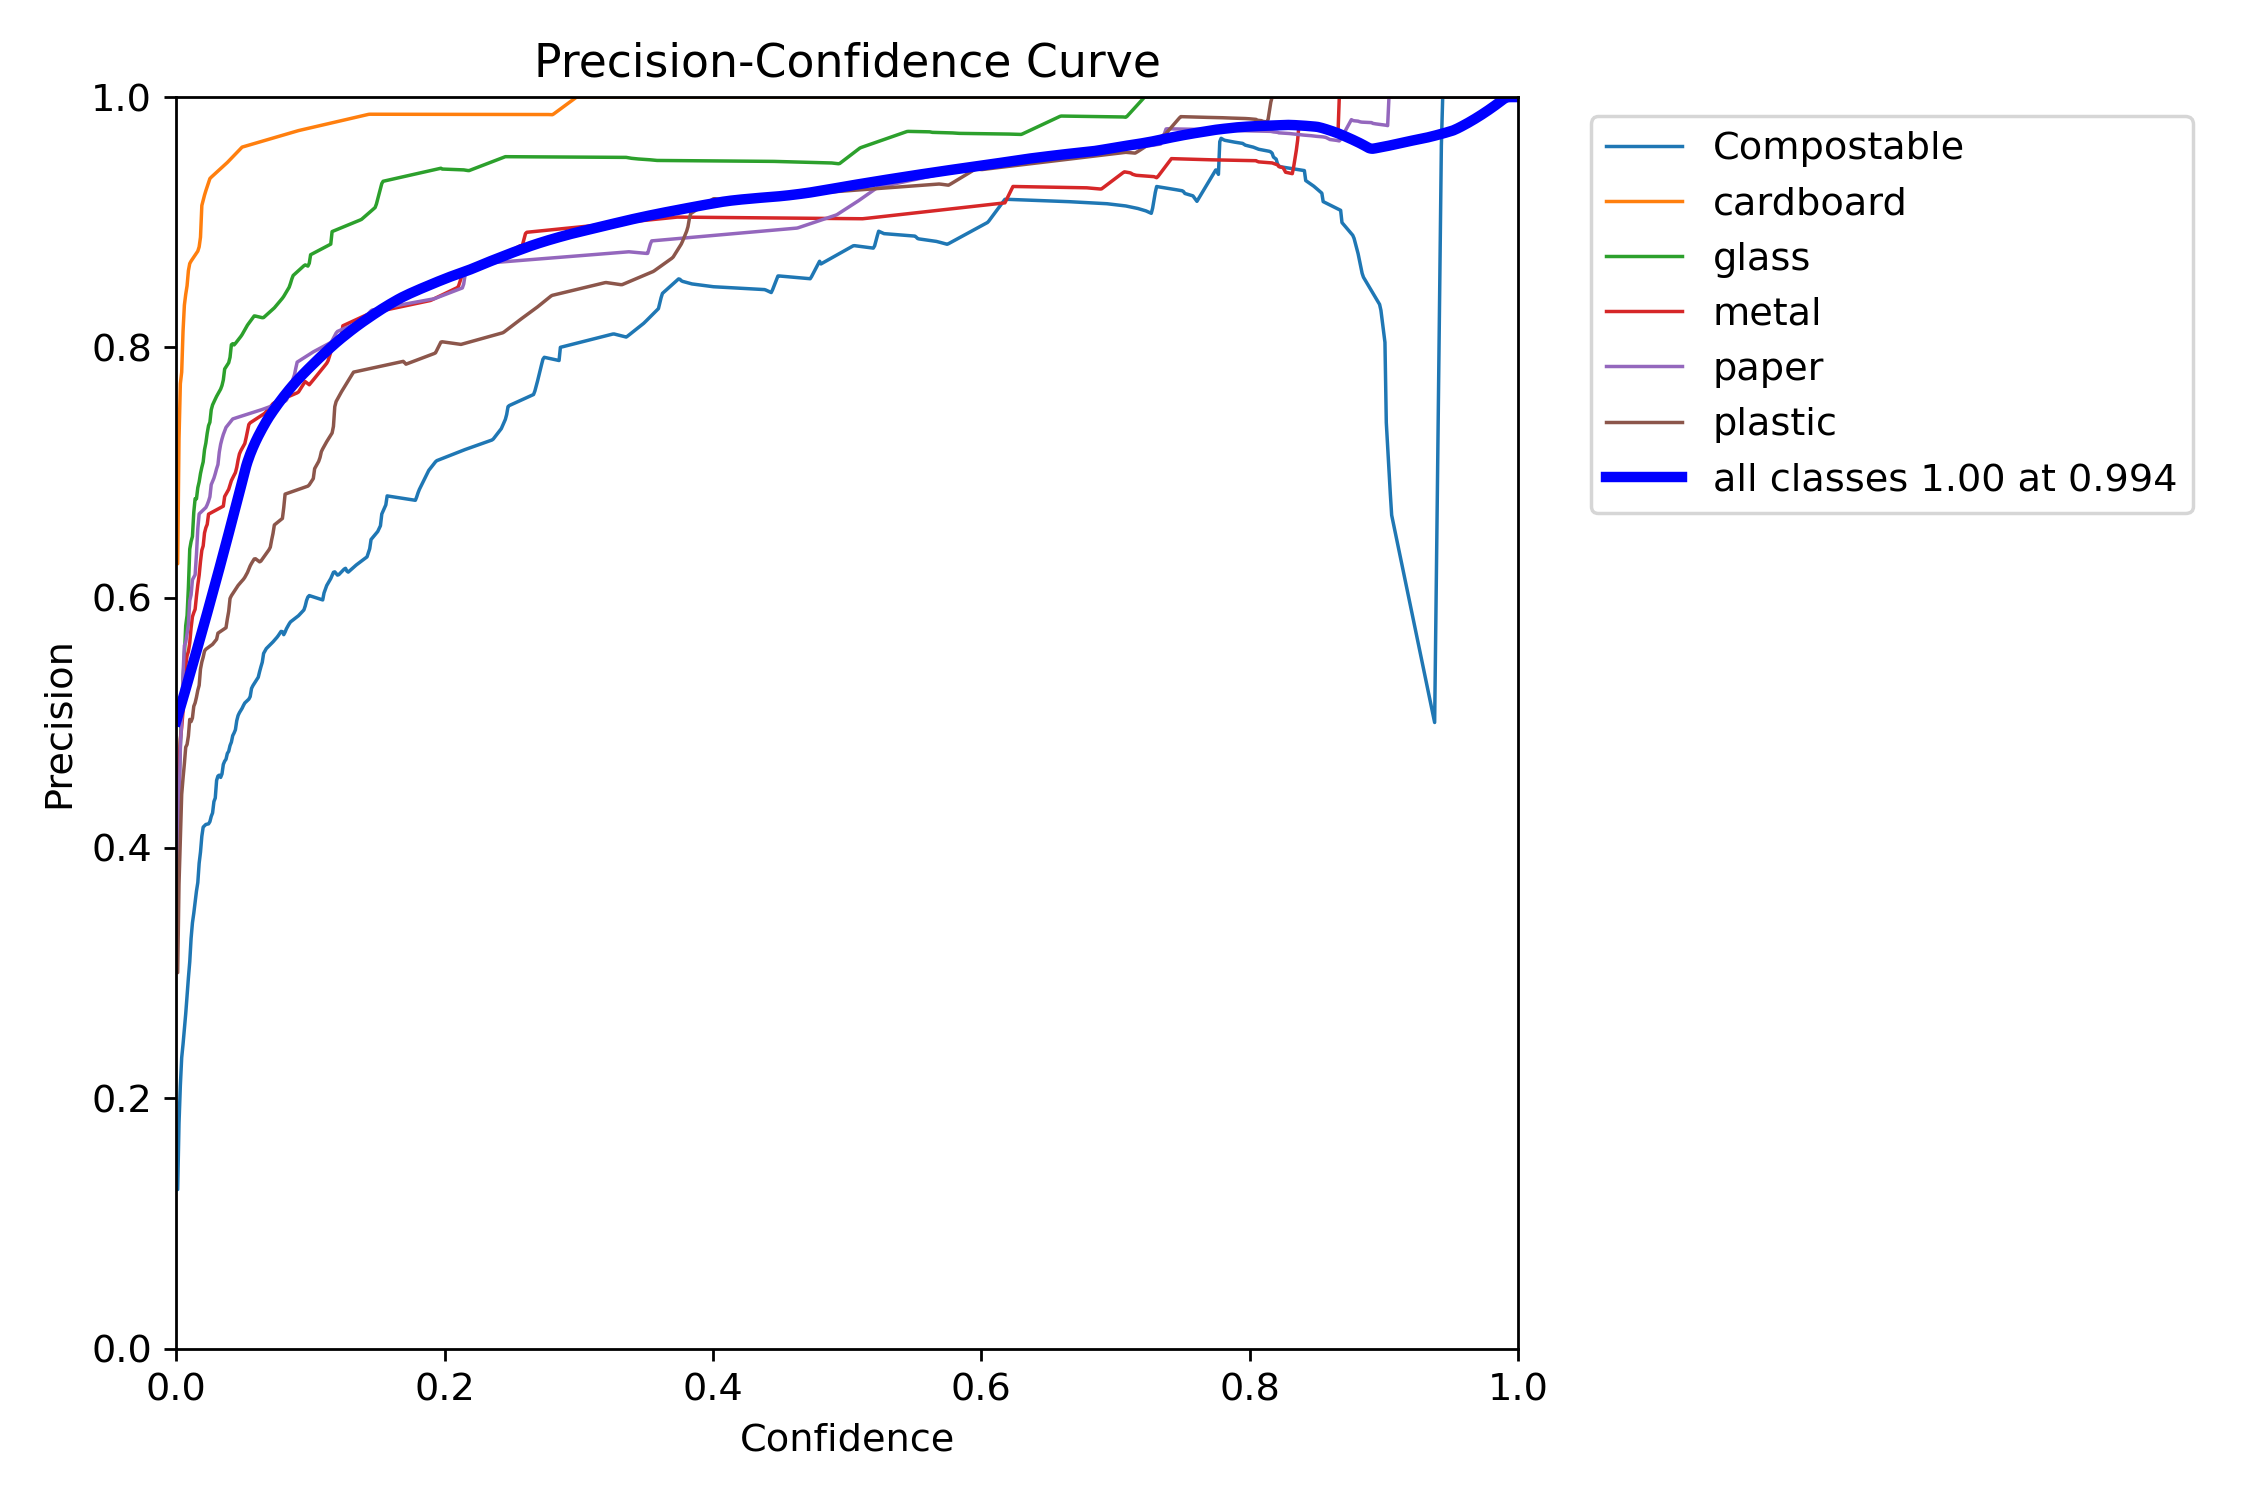 Precision-Confidence Curve
1.0
0.8
0.6
0.4
0.2
0.0
Precision
0.0 0.2 0.4 0.6 0.8 1.0
Confidence
Compostable
cardboard
glass
metal
paper
plastic
all classes 1.00 at 0.994